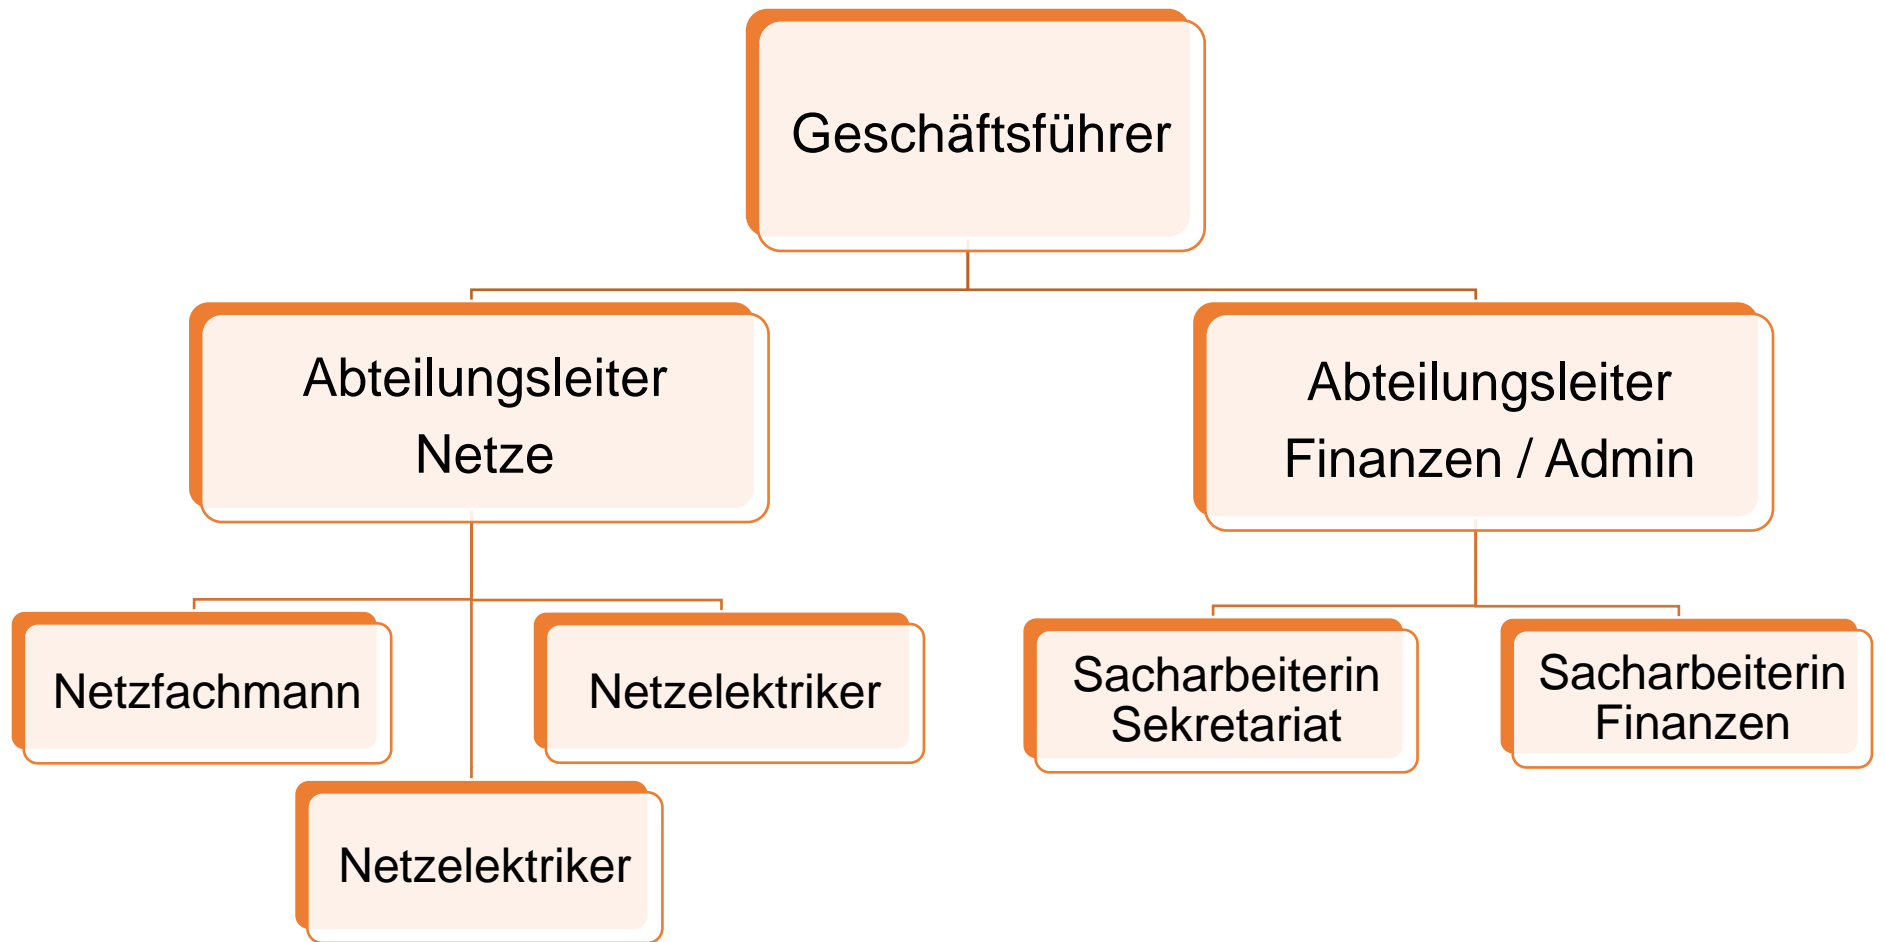 Geschäftsführer
Abteilungsleiter
Netze
Abteilungsleiter
Finanzen / Admin
Netzfachmann
Netzelektriker
Netzelektriker
Sacharbeiterin
Sekretariat
Sacharbeiterin
Finanzen